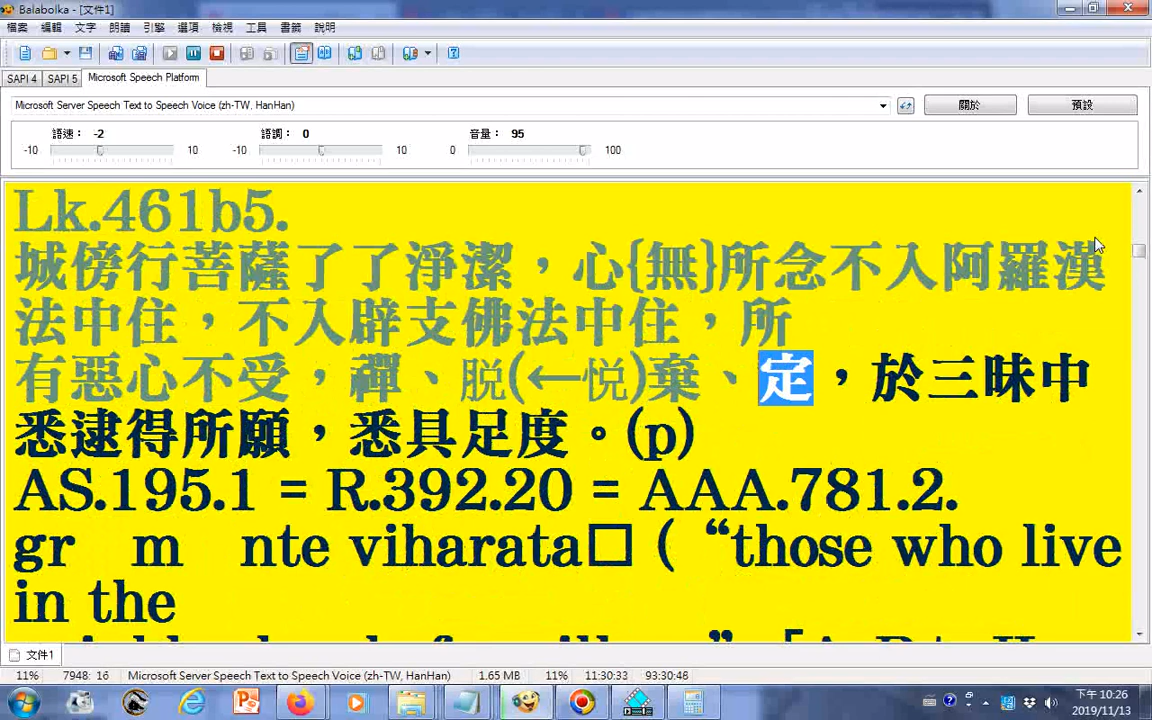 Balabolka - [文件1]
檔案 編輯 文字 朗讀 引擎 選項 檢視 工具 書籤 說明
SAPI 4 SAPI 5 Microsoft Speech Platform
Microsoft Server Speech Text to Speech Voice (zh-TW, HanHan) 關於 預設
語速： -2 語調： 0 音量： 95
-10 10 -10 10 0 100
Lk.461b5.
城傍行菩薩了了淨潔，心{無}所念不入阿羅漢
法中住，不入辟支佛法中住，所
有惡心不受，禪、脱(←悦)棄、定，於三昧中
悉逮得所願，悉具足度。(p)
AS.195.1 = R.392.20 = AAA.781.2.
gr m nte viharata□ (“those who live
in the
文件1
11% 7948: 16 Microsoft Server Speech Text to Speech Voice (zh-TW, HanHan) 1.65 MB 11% 11:30:33 93:30:48
下午 10:26
2019/11/13